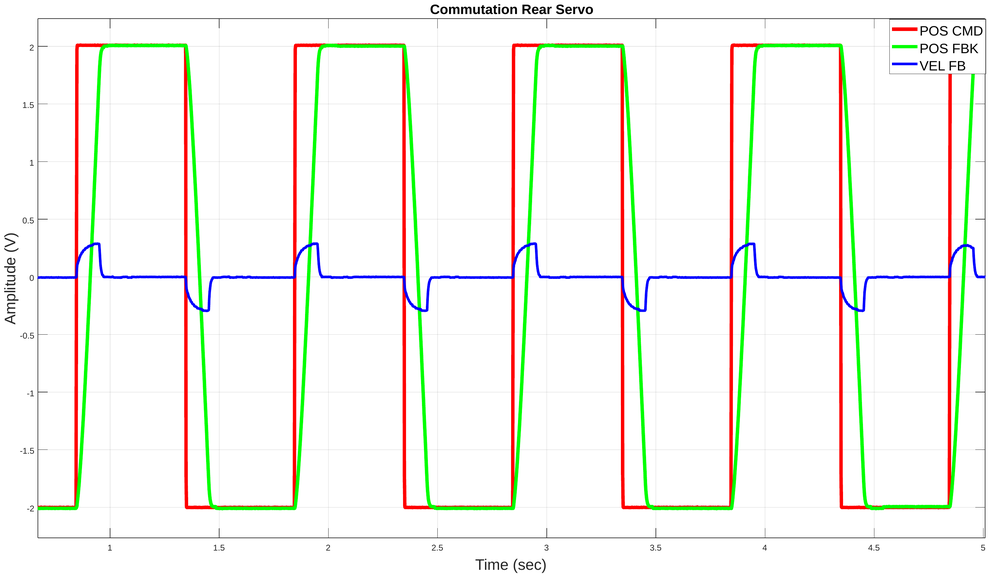 Commutation Rear Servo
POS CMD
POS FBK
VEL FB
Amplitude (V)
2
1.5
1
0.5
0
-0.5
-1
-1.5
-2
1 1.5 2 2.5 3 3.5 4 4.5 5
Time (sec)